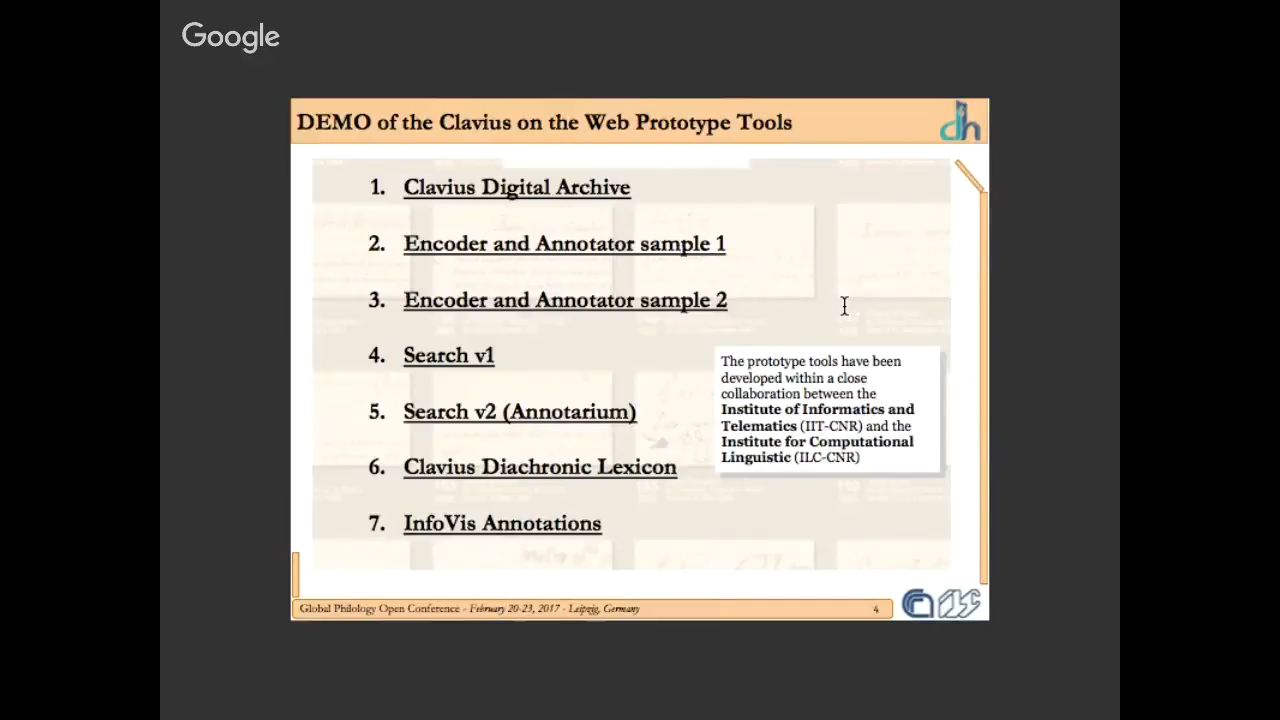 Google
DEMO of the Clavius on the Web Prototype Tools
dh
1. Clavius Digital Archive
2. Encoder and Annotator sample 1
3. Encoder and Annotator sample 2
4. Search v1
5. Search v2 (Annotarium)
6. Clavius Diachronic Lexicon
7. InfoVis Annotations
The prototype tools have been
developed within a close
collaboration between the
Institute of Informatics and
Telematics (IIT-CNR) and the
Institute for Computational
Linguistic (ILC-CNR)
Global Philology Open Conference - February 20-23, 2017 - Leipzig, Germany
4